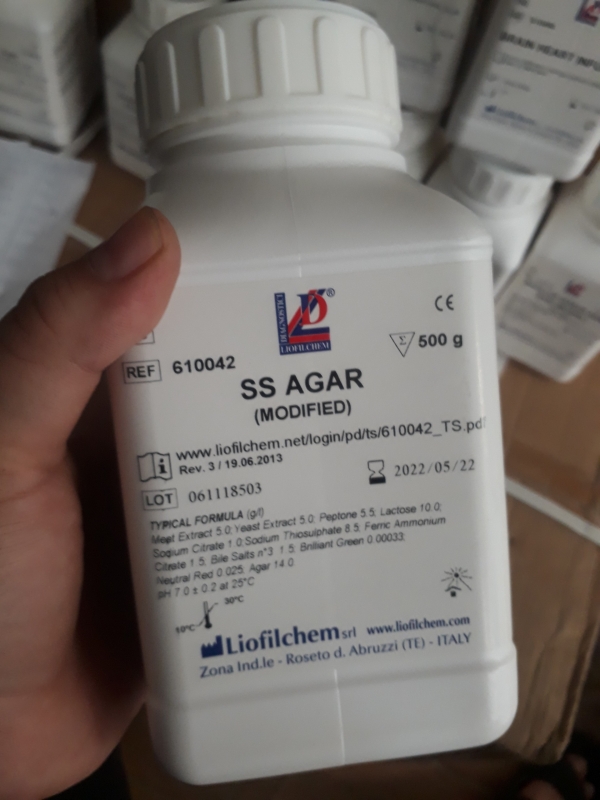 BRAIN HEART INFU
DIAGNOSTICI
LIOFILCHEM
®
CE
Σ 500 g
REF 610042
SS AGAR
(MODIFIED)
www.liofilchem.net/login/pd/ts/610042_TS.pdf
Rev. 3 / 19.06.2013
LOT 061118503
2022/05/22
TYPICAL FORMULA (g/l)
Meat Extract 5.0; Yeast Extract 5.0; Peptone 5.5; Lactose 10.0;
Sodium Citrate 1.0; Sodium Thiosulphate 8.5; Ferric Ammonium
Citrate 1.5; Bile Salts n°3 1.5; Brilliant Green 0.00033;
Neutral Red 0.025; Agar 14.0
pH 7.0 ± 0.2 at 25°C
10°C 30°C
Liofilchem srl www.liofilchem.com
Zona Ind.le - Roseto d. Abruzzi (TE) - ITALY